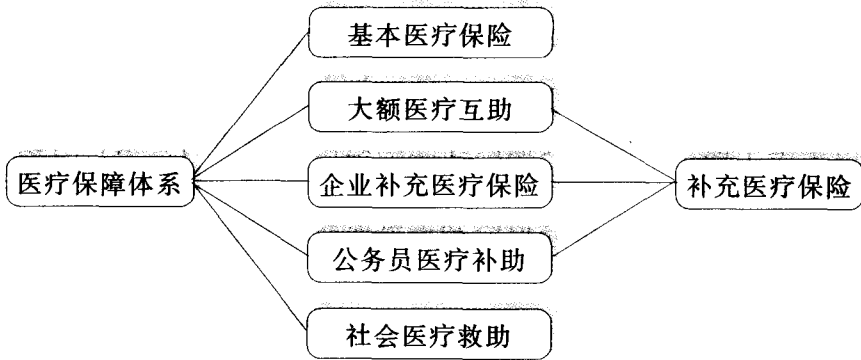 基本医疗保险
大额医疗互助
医疗保障体系
企业补充医疗保险
补充医疗保险
公务员医疗补助
社会医疗救助